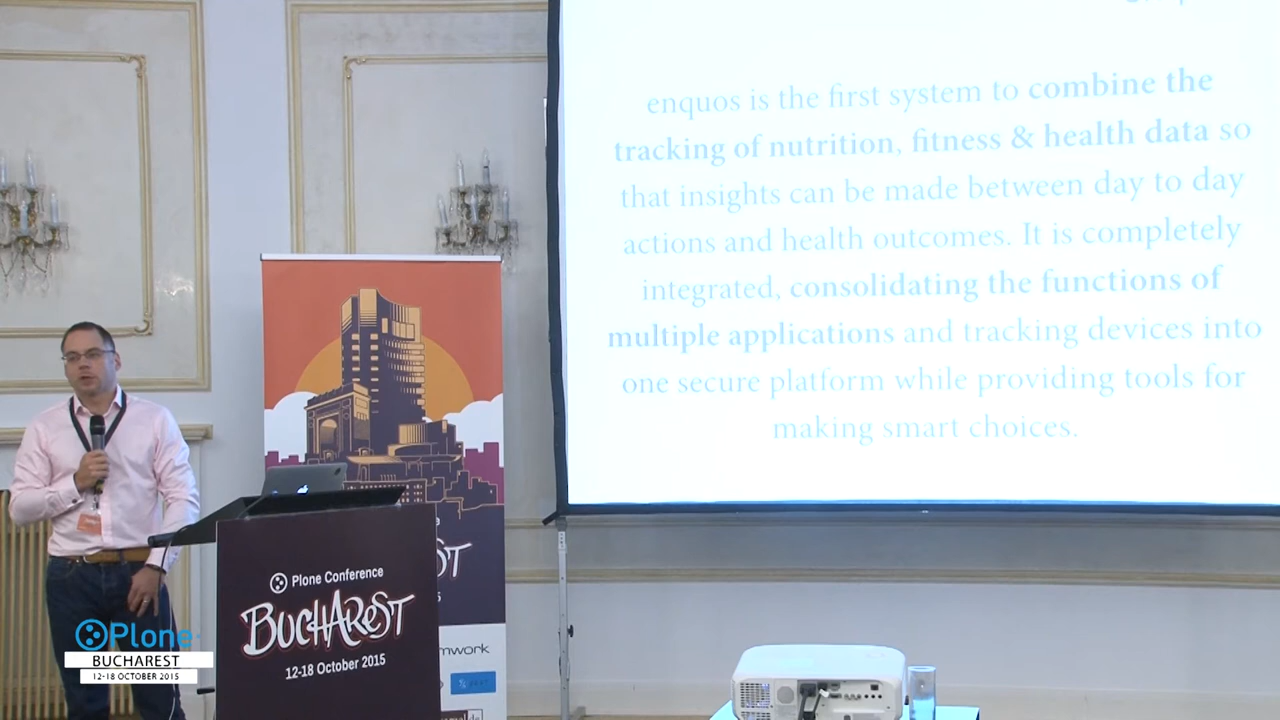 enquos is the first system to combine the
tracking of nutrition, fitness & health data so
that insights can be made between day to day
actions and health outcomes. It is completely
integrated, consolidating the functions of
multiple applications and tracking devices into
one secure platform while providing tools for
making smart choices.
Plone Conference
BUCHAREST
12-18 October 2015
Plone
BUCHAREST
12-18 OCTOBER 2015